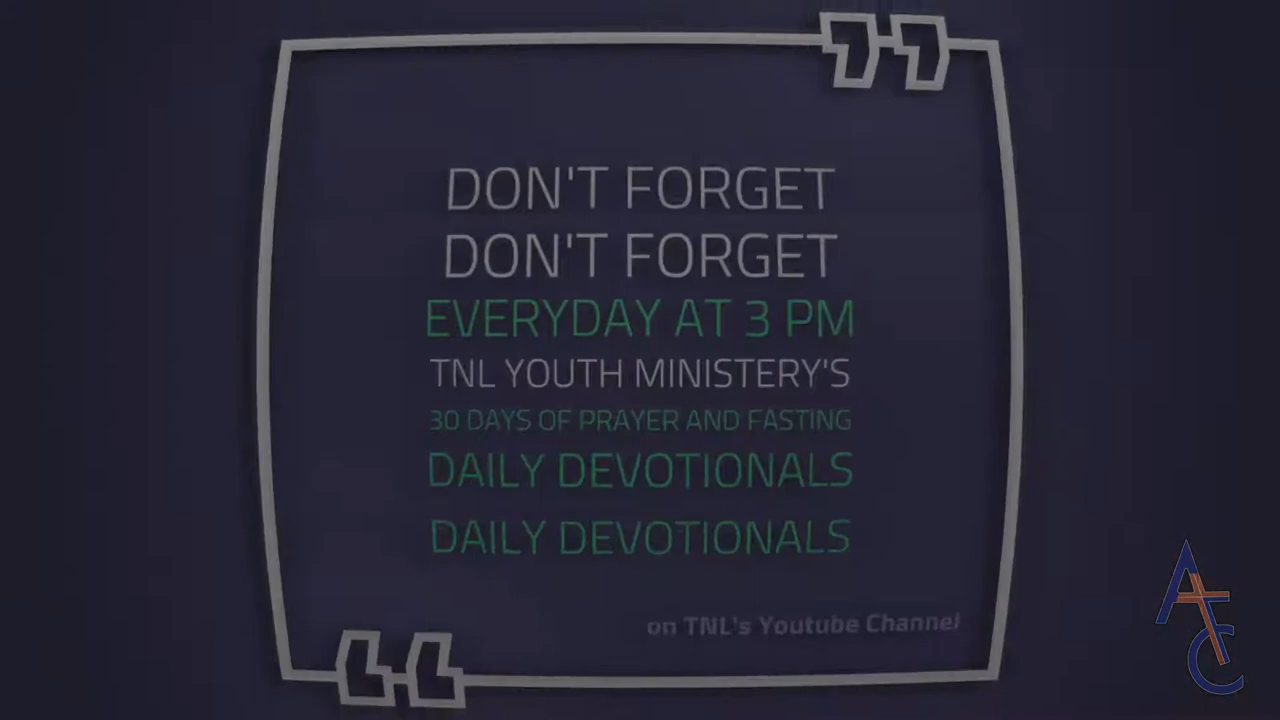 DON'T FORGET
DON'T FORGET
EVERYDAY AT 3 PM
TNL YOUTH MINISTERY'S
30 DAYS OF PRAYER AND FASTING
DAILY DEVOTIONALS
DAILY DEVOTIONALS
on TNL's Youtube Channel
ATC